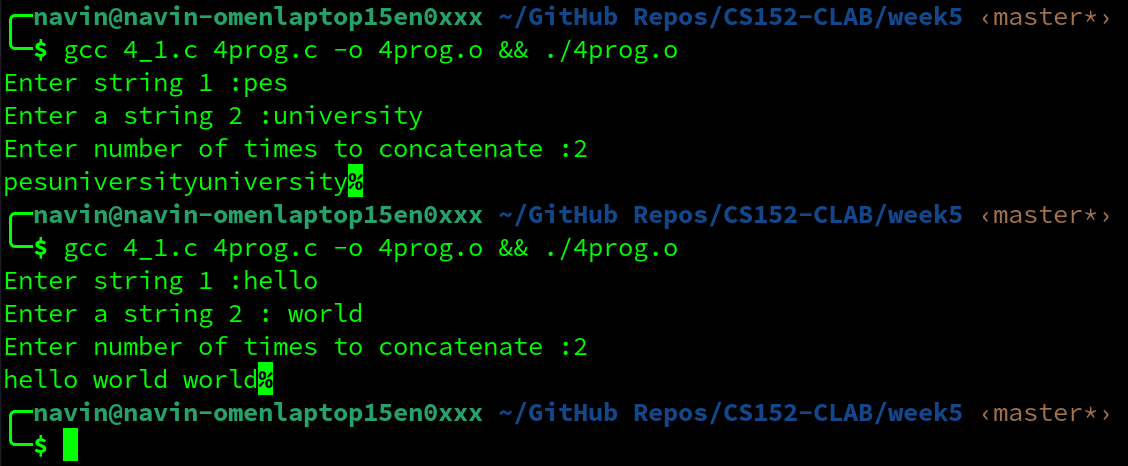 ╭─navin@navin-omenlaptop15en0xxx ~/GitHub Repos/CS152-CLAB/week5 ‹master*›
╰─$ gcc 4_1.c 4prog.c -o 4prog.o && ./4prog.o
Enter string 1 :pes
Enter a string 2 :university
Enter number of times to concatenate :2
pesuniversityuniversity%
╭─navin@navin-omenlaptop15en0xxx ~/GitHub Repos/CS152-CLAB/week5 ‹master*›
╰─$ gcc 4_1.c 4prog.c -o 4prog.o && ./4prog.o
Enter string 1 :hello
Enter a string 2 : world
Enter number of times to concatenate :2
hello world world%
╭─navin@navin-omenlaptop15en0xxx ~/GitHub Repos/CS152-CLAB/week5 ‹master*›
╰─$